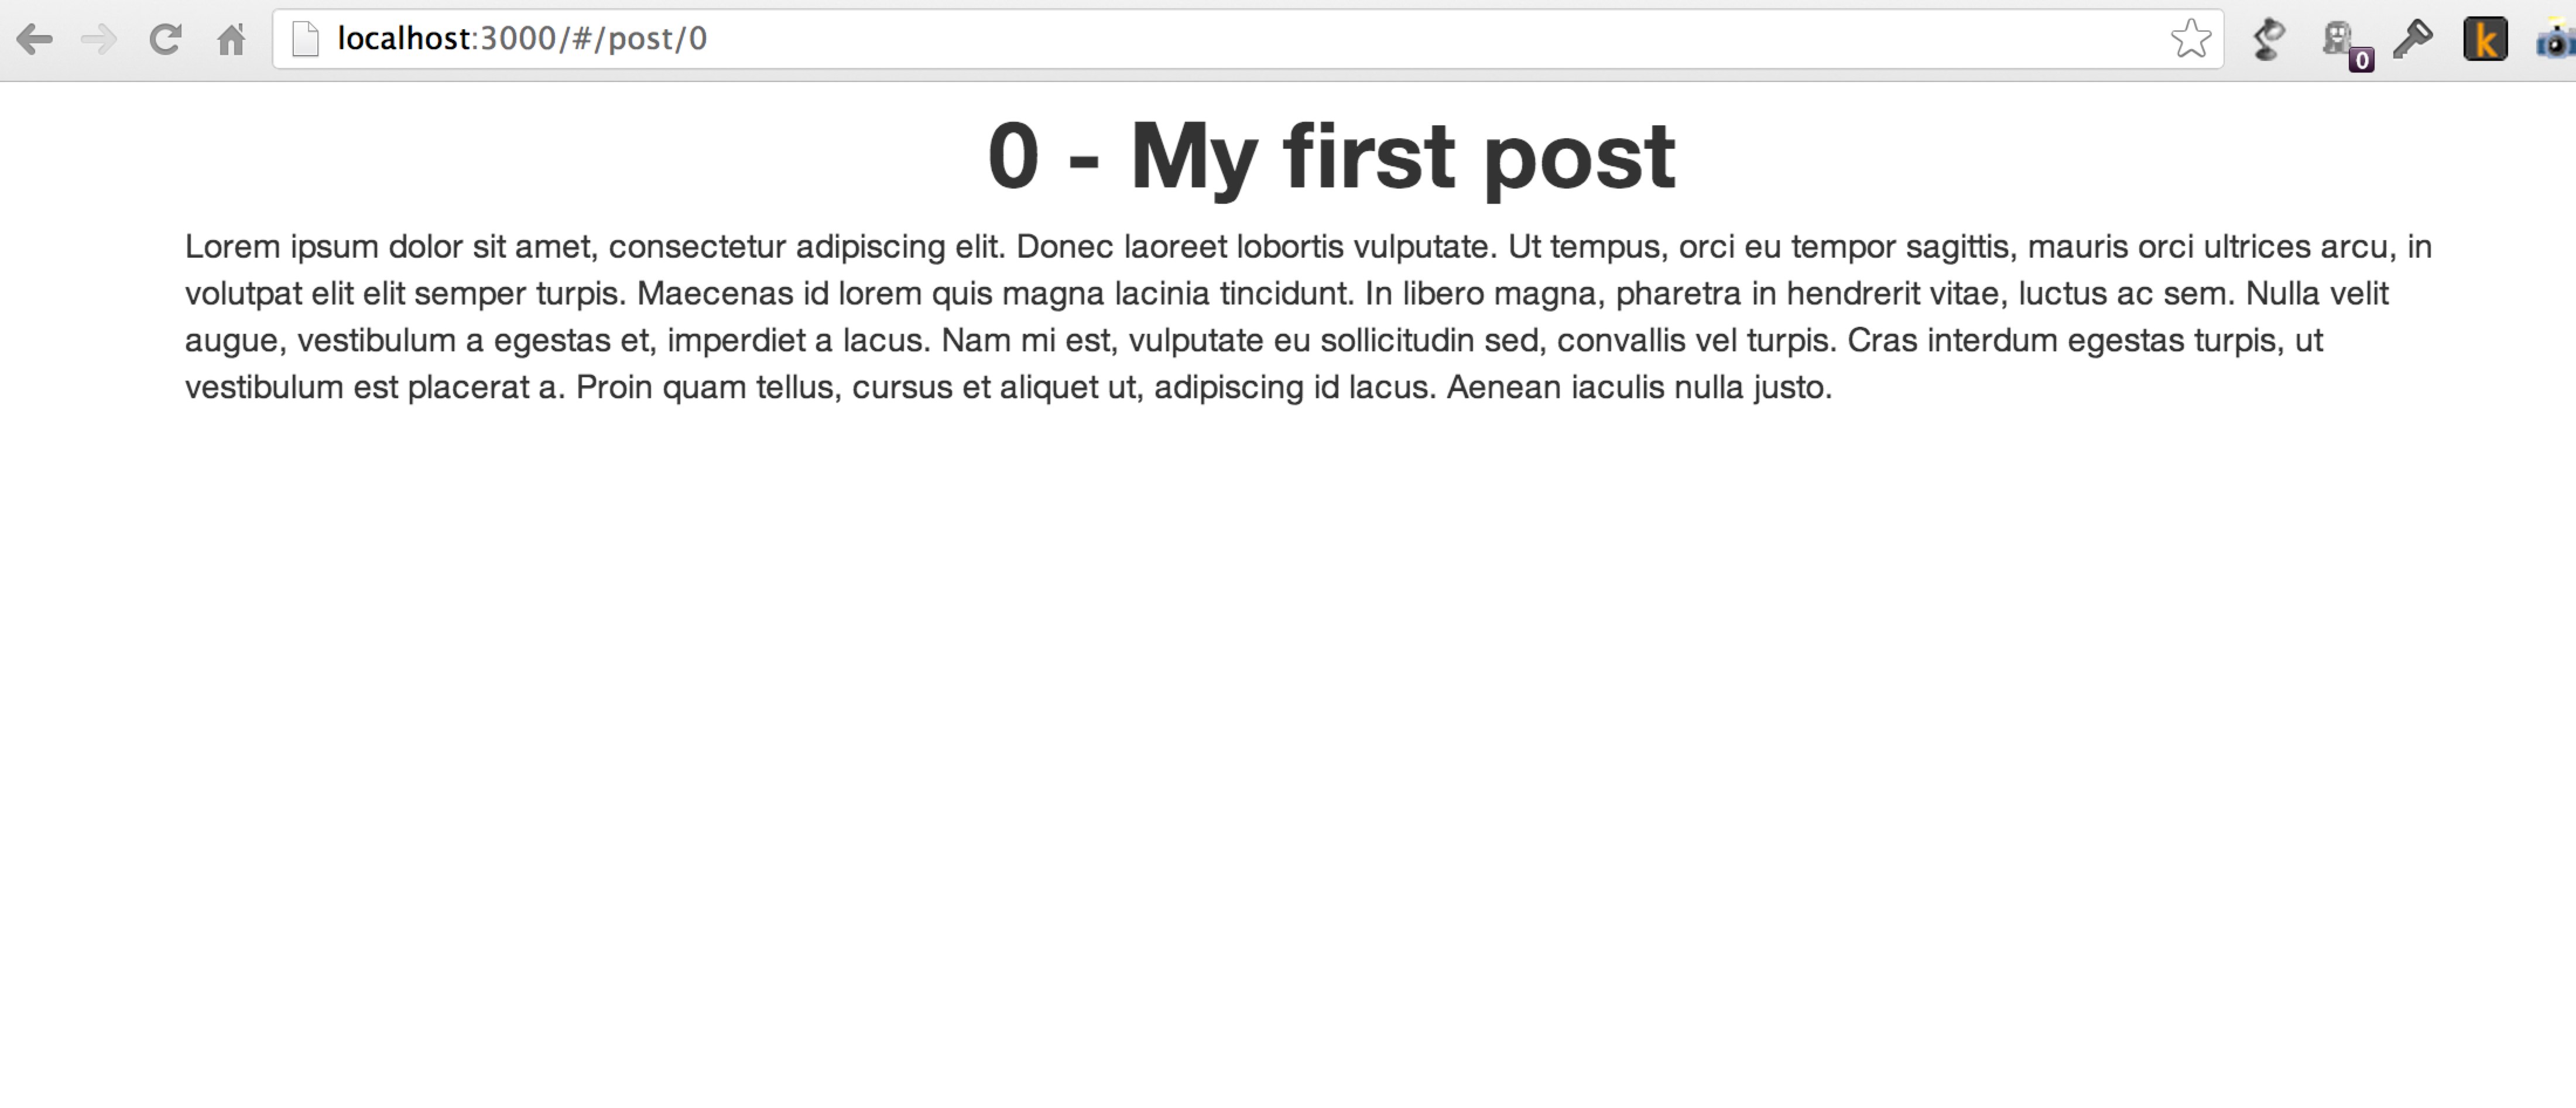 localhost:3000/#/post/0
0
k
0 - My first post
Lorem ipsum dolor sit amet, consectetur adipiscing elit. Donec laoreet lobortis vulputate. Ut tempus, orci eu tempor sagittis, mauris orci ultrices arcu, in
volutpat elit elit semper turpis. Maecenas id lorem quis magna lacinia tincidunt. In libero magna, pharetra in hendrerit vitae, luctus ac sem. Nulla velit
augue, vestibulum a egestas et, imperdiet a lacus. Nam mi est, vulputate eu sollicitudin sed, convallis vel turpis. Cras interdum egestas turpis, ut
vestibulum est placerat a. Proin quam tellus, cursus et aliquet ut, adipiscing id lacus. Aenean iaculis nulla justo.